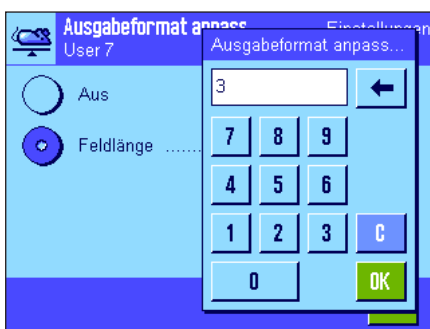 Ausgabeformat anpass Einstellungen
User 7
Ausgabeformat anpass...
Aus
Feldlänge .......
3
7 8 9
4 5 6
1 2 3 C
0 OK